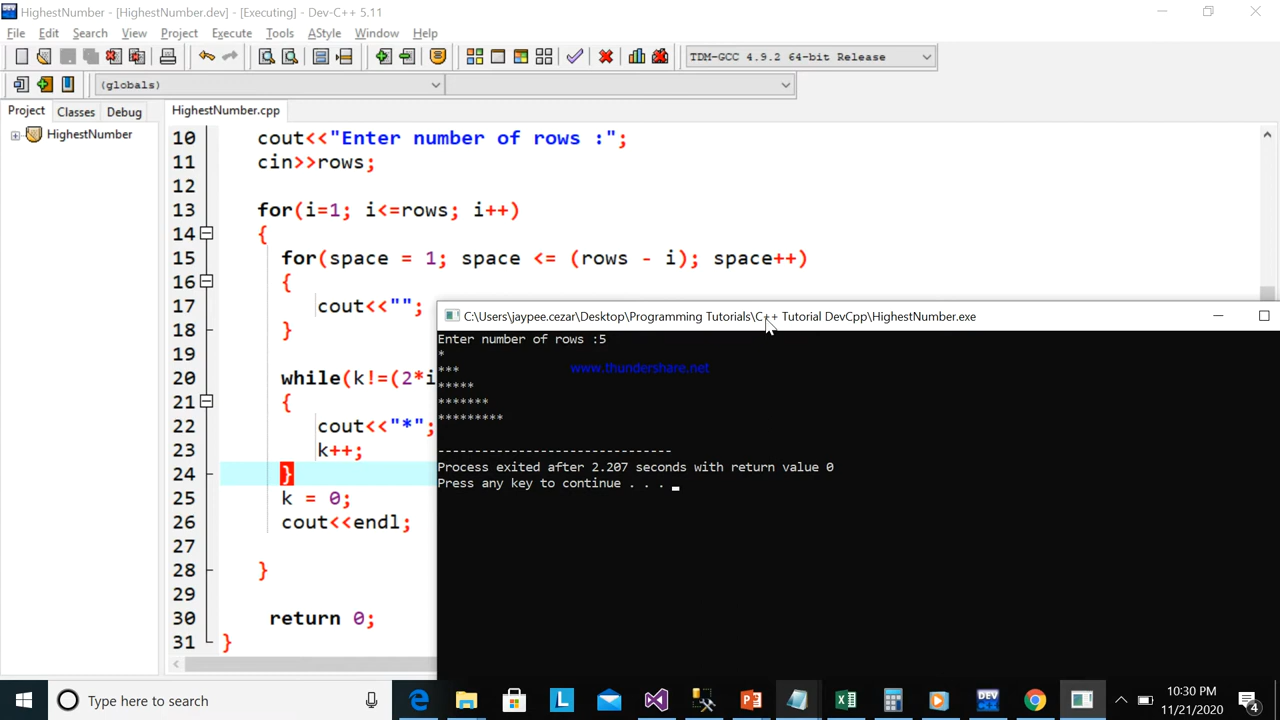 HighestNumber - [HighestNumber.dev] - [Executing] - Dev-C++ 5.11
File Edit Search View Project Execute Tools AStyle Window Help
TDM-GCC 4.9.2 64-bit Release
(globals)
Project Classes Debug HighestNumber.cpp
HighestNumber
10 cout<<"Enter number of rows :";
11 cin>>rows;
12
13 for(i=1; i<=rows; i++)
14 {
15 for(space = 1; space <= (rows - i); space++)
16 {
17 cout<<"";
18 }
19
20 while(k!=(2*i
21 {
22 cout<<"*";
23 k++;
24 }
25 k = 0;
26 cout<<endl;
27
28 }
29
30 return 0;
31 }
C:\Users\jaypee.cezar\Desktop\Programming Tutorials\C++ Tutorial DevCpp\HighestNumber.exe
Enter number of rows :5
*
***
*****
*******
*********
www.thundershare.net
--------------------------------
Process exited after 2.207 seconds with return value 0
Press any key to continue . . .
Type here to search
10:30 PM
11/21/2020
4